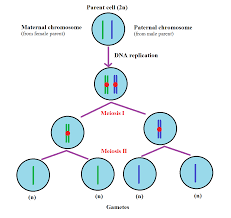 Parent cell (2n)
Maternal chromosome
(from female parent)
Paternal chromosome
(from male parent)
DNA replication
Meiosis I
Meiosis II
(n)
(n)
(n)
(n)
Gametes